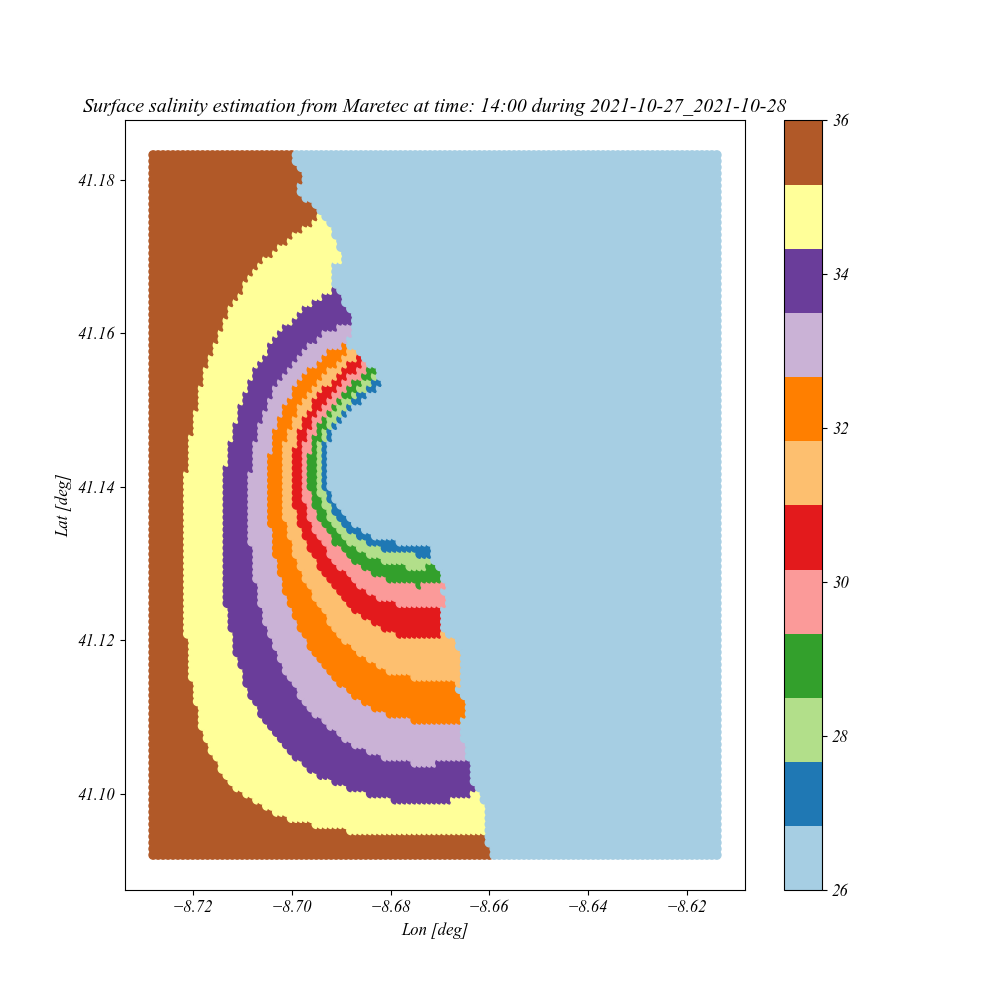 Surface salinity estimation from Maretec at time: 14:00 during 2021-10-27_2021-10-28
36
41.18
34
41.16
32
41.14
Lat [deg]
30
41.12
28
41.10
26
−8.72 −8.70 −8.68 −8.66 −8.64 −8.62
Lon [deg]